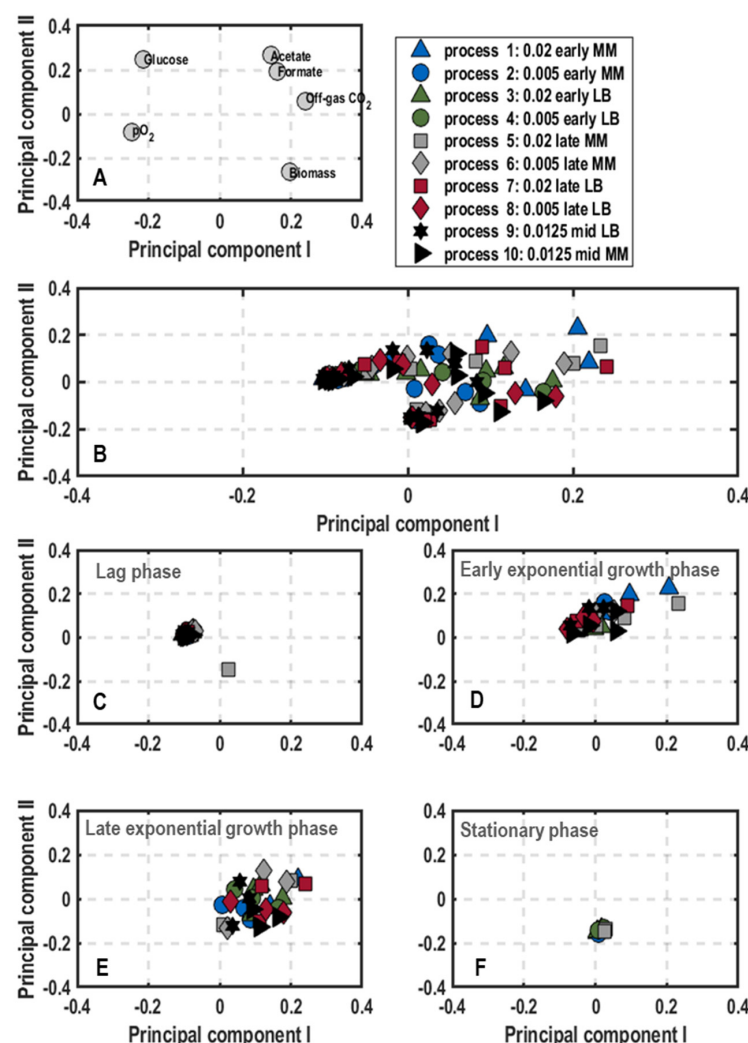 Principal component II
0.4
0.2
0
-0.2
-0.4
Glucose
Acetate
Formate
Off-gas CO2
pO2
Biomass
A
-0.4 -0.2 0 0.2 0.4
Principal component I
process 1: 0.02 early MM
process 2: 0.005 early MM
process 3: 0.02 early LB
process 4: 0.005 early LB
process 5: 0.02 late MM
process 6: 0.005 late MM
process 7: 0.02 late LB
process 8: 0.005 late LB
process 9: 0.0125 mid LB
process 10: 0.0125 mid MM
Principal component II
0.4
0.2
0
-0.2
-0.4
B
-0.4 -0.2 0 0.2 0.4
Principal component I
Principal component II
0.4
0.2
0
-0.2
-0.4
Lag phase
C
-0.4 -0.2 0 0.2 0.4
0.4
0.2
0
-0.2
-0.4
Early exponential growth phase
D
-0.4 -0.2 0 0.2 0.4
Principal component II
0.4
0.2
0
-0.2
-0.4
Late exponential growth phase
E
-0.4 -0.2 0 0.2 0.4
Principal component I
0.4
0.2
0
-0.2
-0.4
Stationary phase
F
-0.4 -0.2 0 0.2 0.4
Principal component I